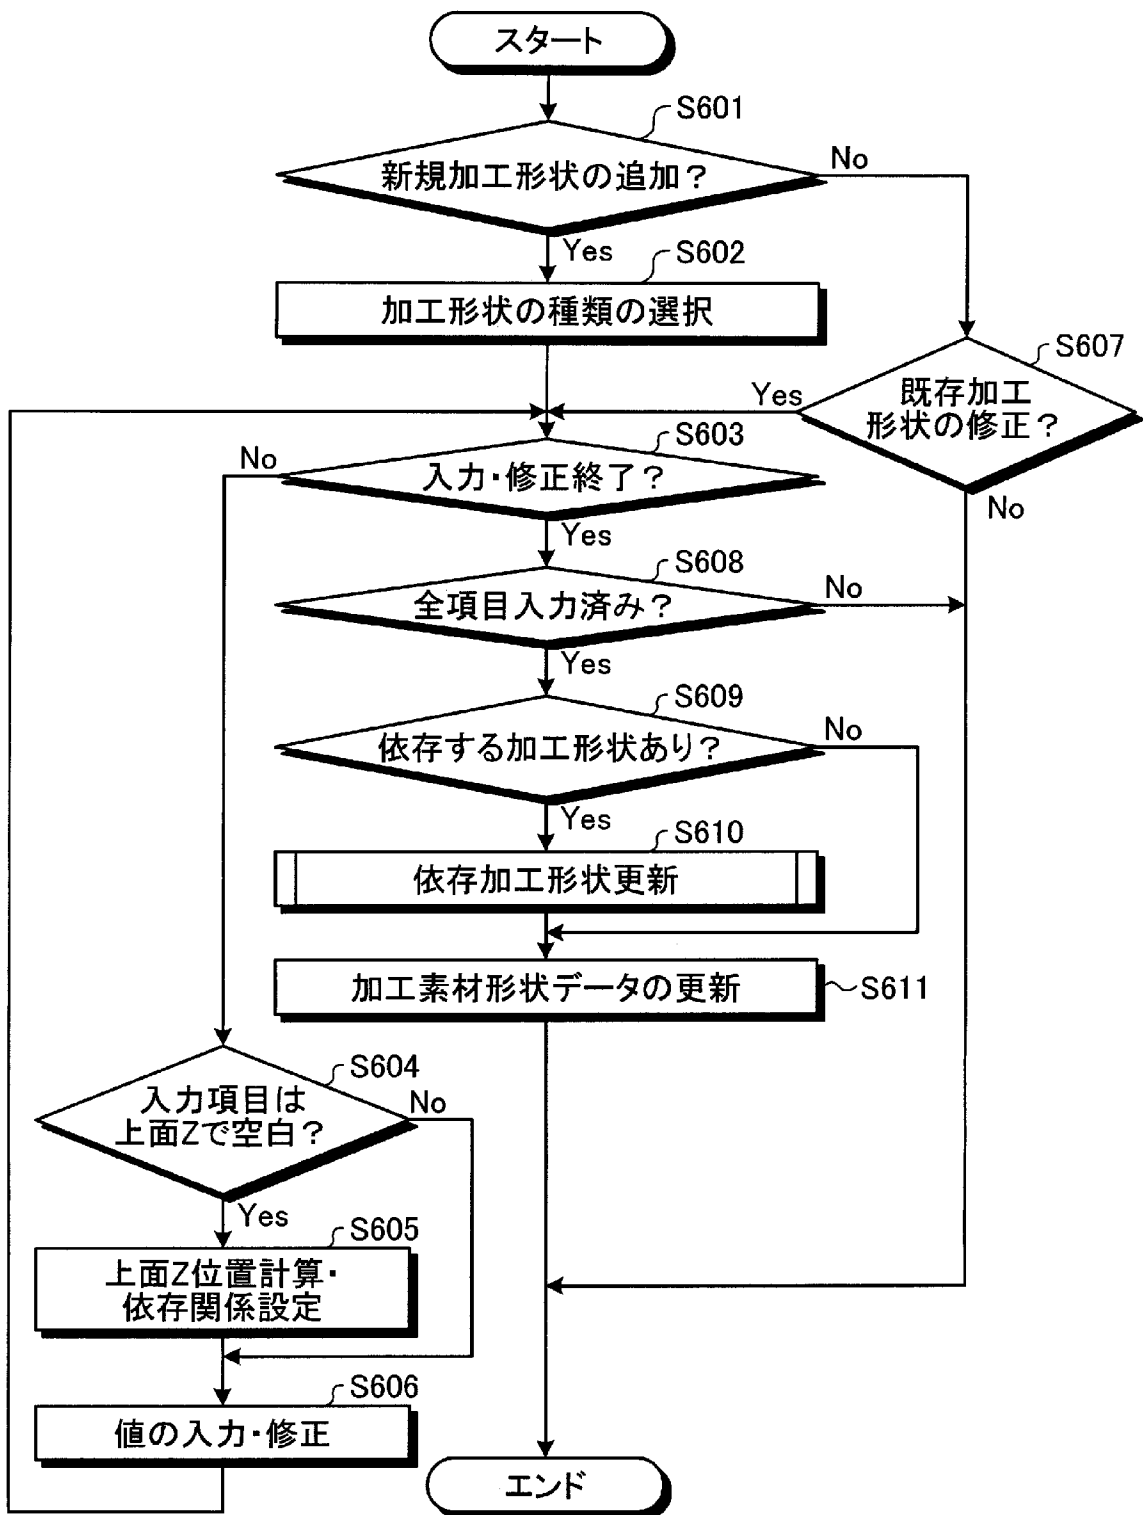 スタート
S601
新規加工形状の追加？
No
Yes
S602
加工形状の種類の選択
S607
既存加工
形状の修正？
Yes
No
S603
入力・修正終了？
No
Yes
S608
全項目入力済み？
No
Yes
S609
依存する加工形状あり？
No
Yes
S610
依存加工形状更新
加工素材形状データの更新
S611
S604
入力項目は
上面Zで空白？
No
Yes
S605
上面Z位置計算・
依存関係設定
S606
値の入力・修正
エンド